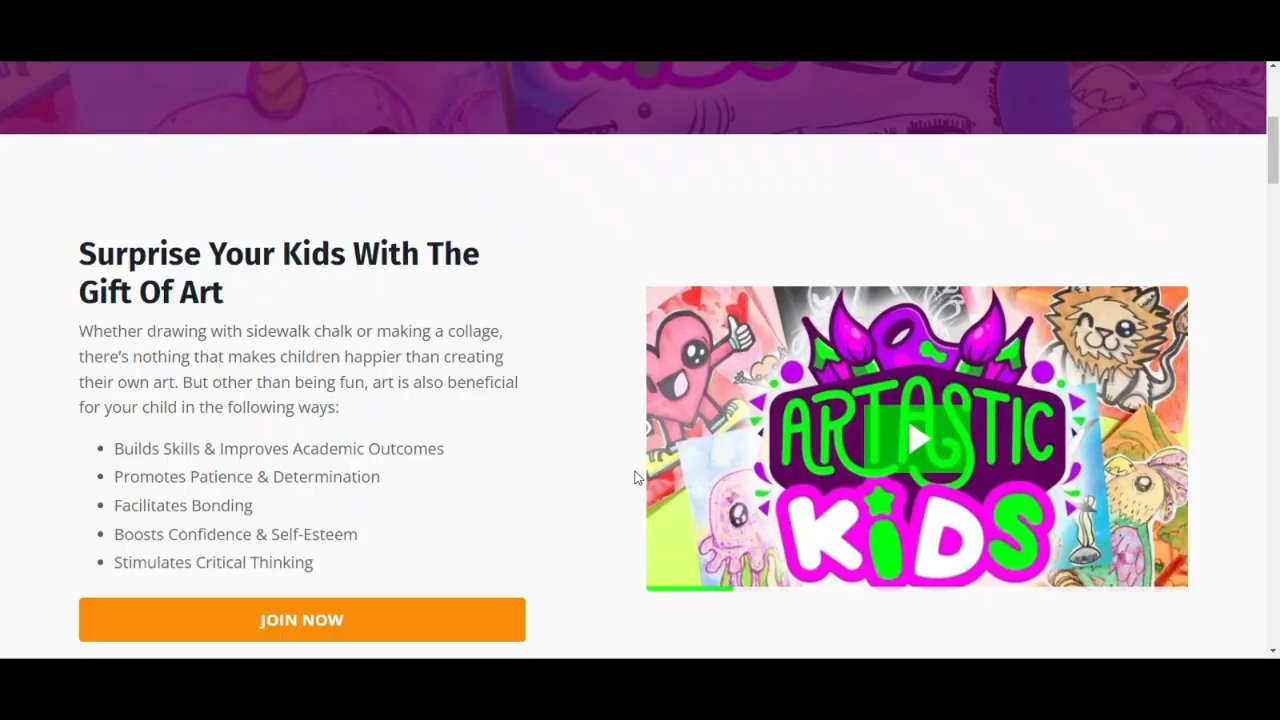 KIDS
Surprise Your Kids With The
Gift Of Art
Whether drawing with sidewalk chalk or making a collage,
there's nothing that makes children happier than creating
their own art. But other than being fun, art is also beneficial
for your child in the following ways:
Builds Skills & Improves Academic Outcomes
Promotes Patience & Determination
Facilitates Bonding
Boosts Confidence & Self-Esteem
Stimulates Critical Thinking
JOIN NOW
ARTASTIC
KiDS